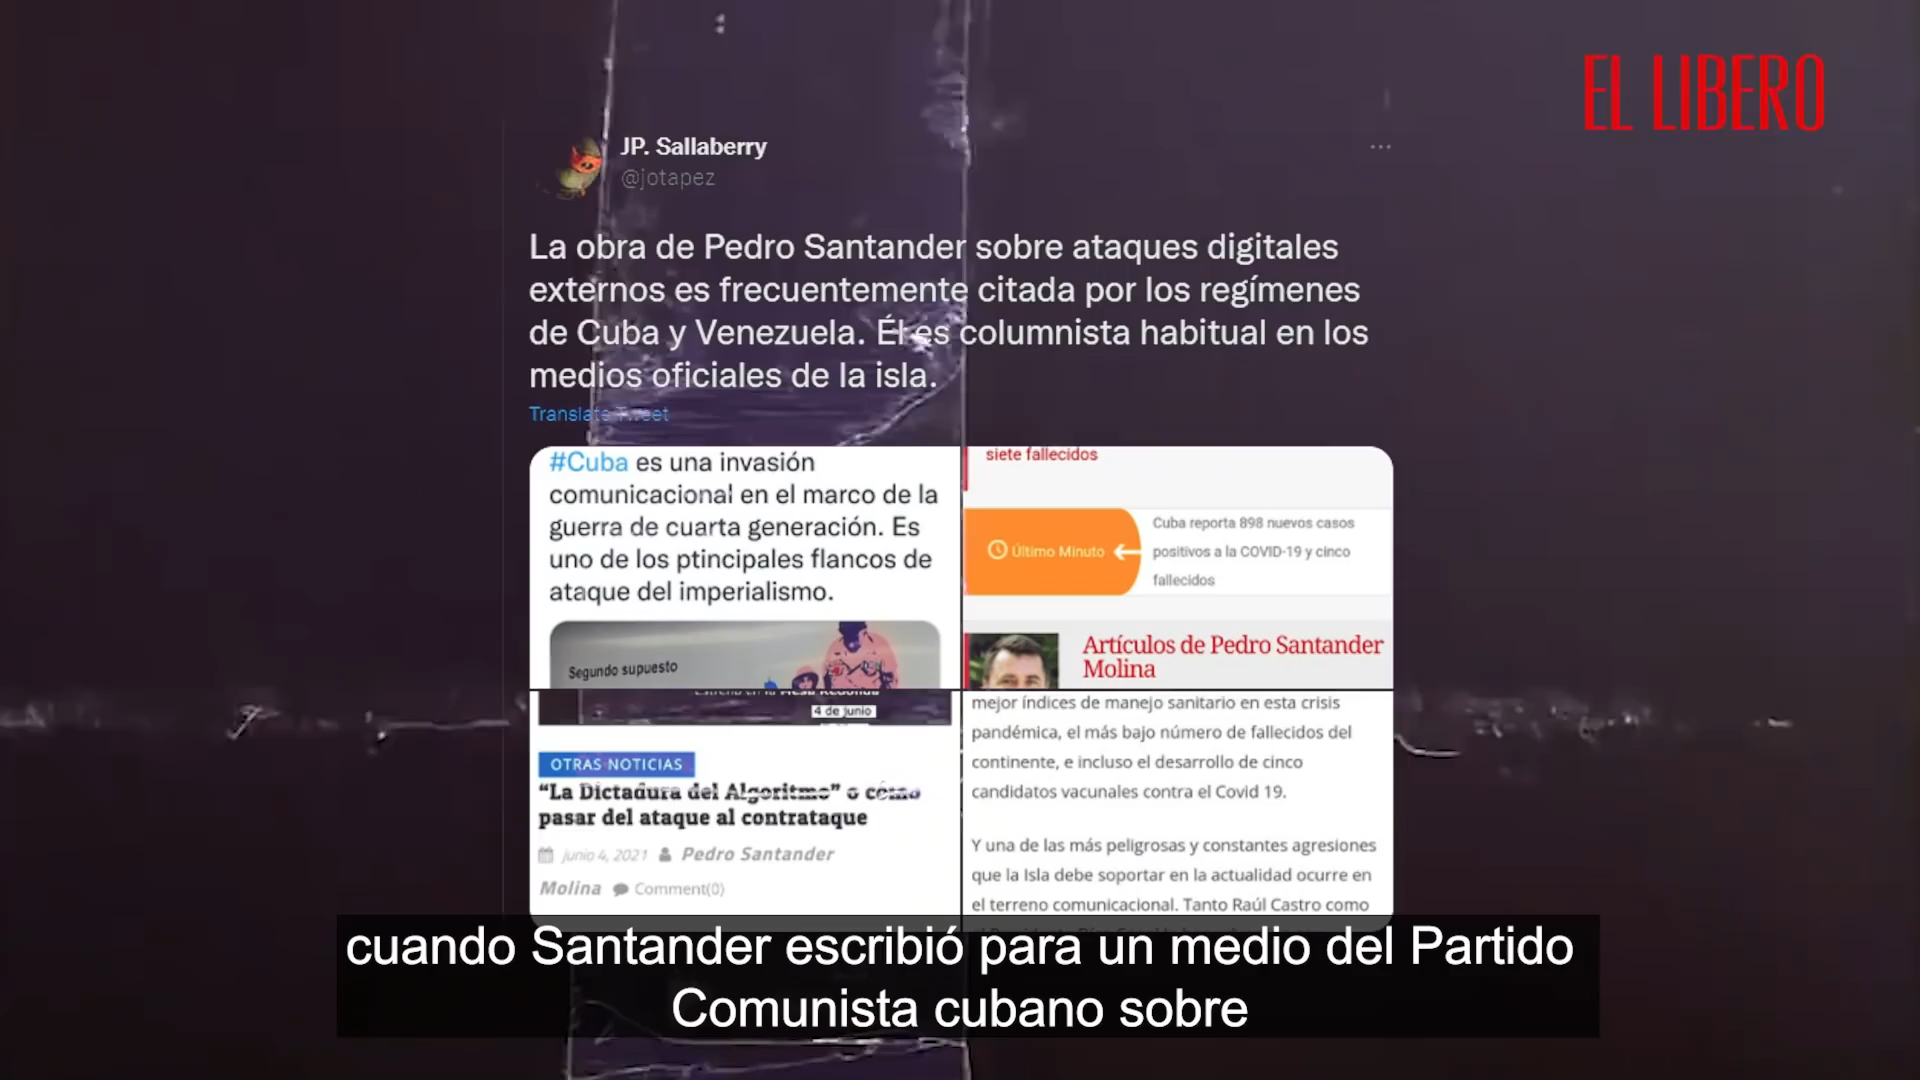 EL LIBERO
JP. Sallaberry
@jotapez
La obra de Pedro Santander sobre ataques digitales
externos es frecuentemente citada por los regímenes
de Cuba y Venezuela. Él es columnista habitual en los
medios oficiales de la isla.
Translate Tweet
#Cuba es una invasión
comunicacional en el marco de la
guerra de cuarta generación. Es
uno de los ptincipales flancos de
ataque del imperialismo.
Segundo supuesto
siete fallecidos
Último Minuto
Cuba reporta 898 nuevos casos
positivos a la COVID-19 y cinco
fallecidos
Artículos de Pedro Santander
Molina
4 de junio
OTRAS NOTICIAS
“La Dictadura del Algoritmo” o cómo
pasar del ataque al contrataque
junio 4, 2021 Pedro Santander
Molina Comment(0)
mejor índices de manejo sanitario en esta crisis
pandémica, el más bajo número de fallecidos del
continente, e incluso el desarrollo de cinco
candidatos vacunales contra el Covid 19.
Y una de las más peligrosas y constantes agresiones
que la Isla debe soportar en la actualidad ocurre en
el terreno comunicacional. Tanto Raúl Castro como
cuando Santander escribió para un medio del Partido
Comunista cubano sobre